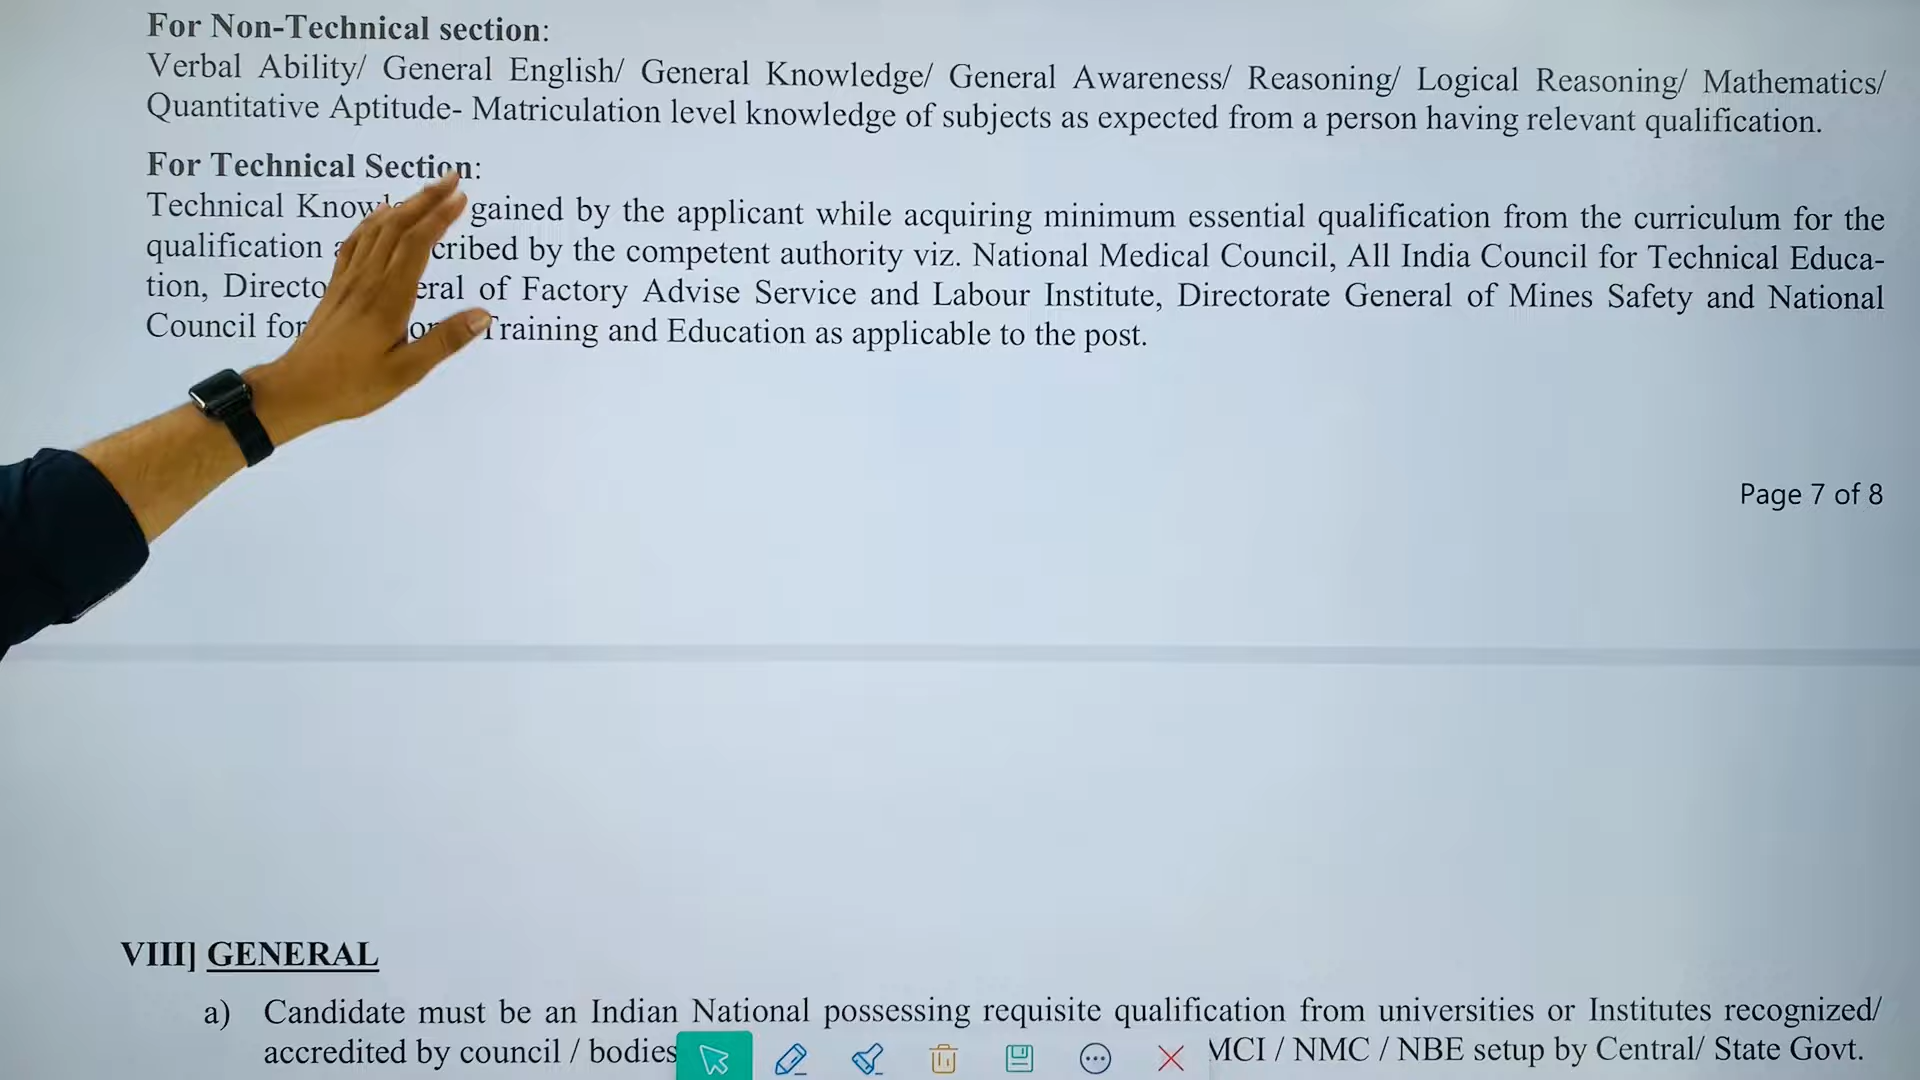 For Non-Technical section:
Verbal Ability/ General English/ General Knowledge/ General Awareness/ Reasoning/ Logical Reasoning/ Mathematics/
Quantitative Aptitude- Matriculation level knowledge of subjects as expected from a person having relevant qualification.
For Technical Section:
Technical gained by the applicant while acquiring minimum essential qualification from the curriculum for the
qualification by the competent authority viz. National Medical Council, All India Council for Technical Educa-
tion, of Factory Advise Service and Labour Institute, Directorate General of Mines Safety and National
Council for Training and Education as applicable to the post.
Page 7 of 8
VIII] GENERAL
a) Candidate must be an Indian National possessing requisite qualification from universities or Institutes recognized/
accredited by council / bodies MCI / NMC / NBE setup by Central/ State Govt.